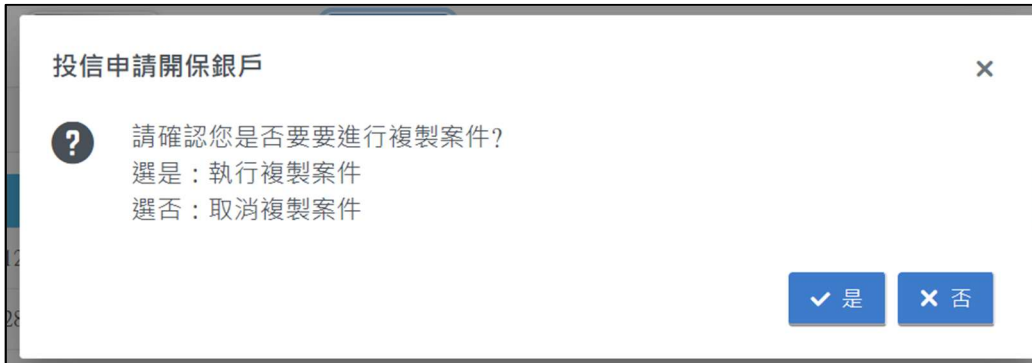 投信申請開保銀戶
請確認您是否要要進行複製案件?
選是：執行複製案件
選否：取消複製案件
12
是
否
28